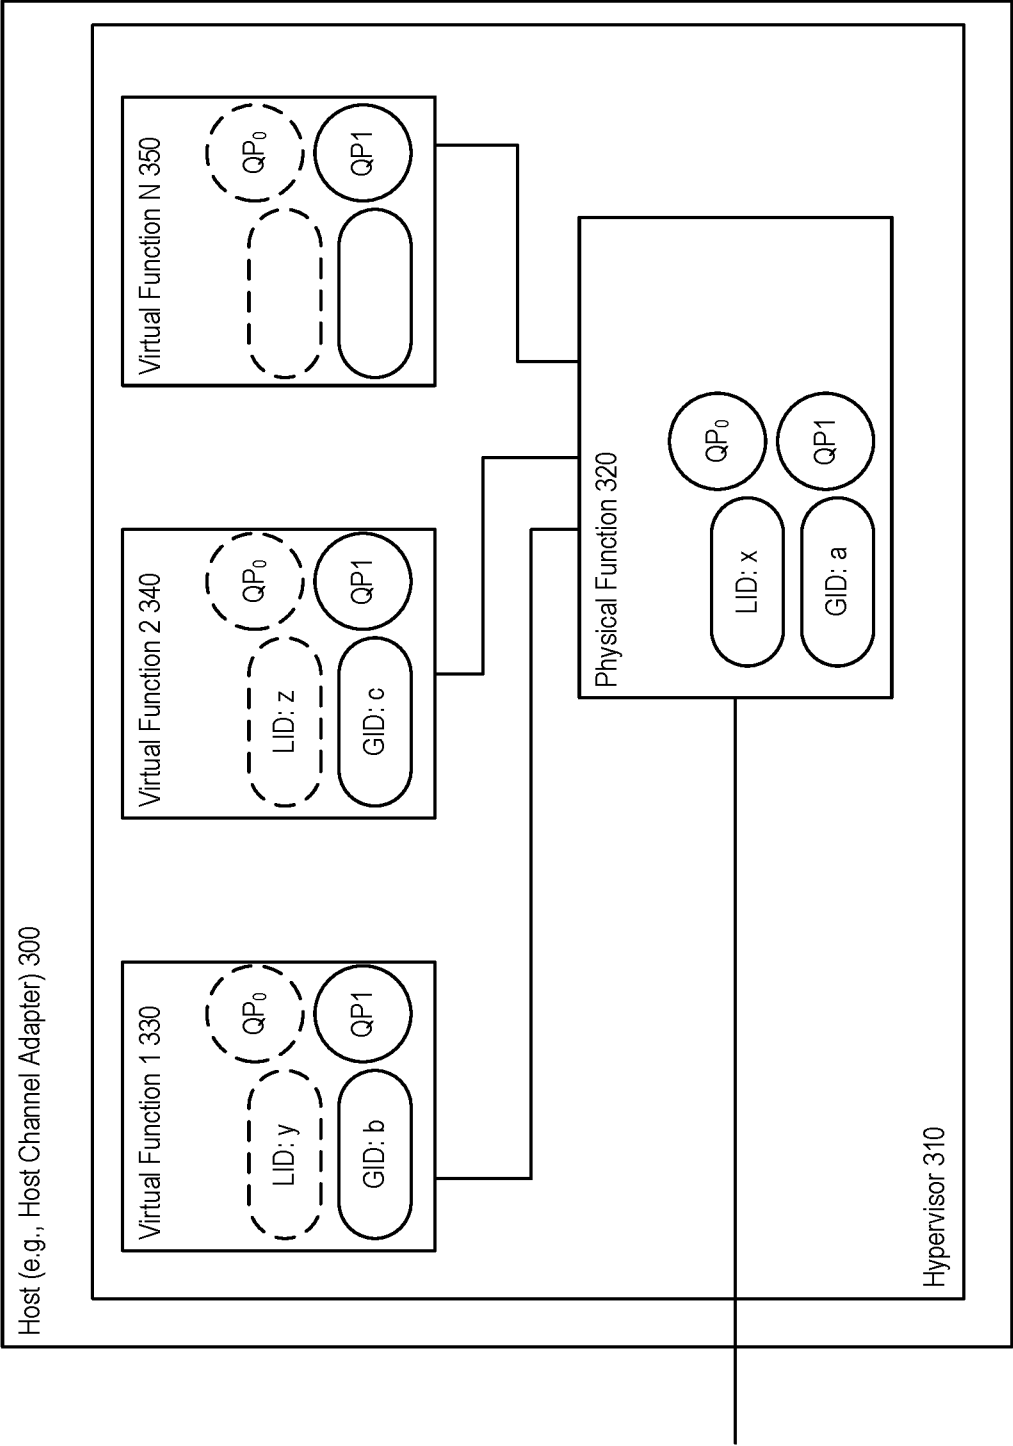 Host (e.g., Host Channel Adapter) 300
Virtual Function 1 330
LID: y
QP₀
GID: b
QP1
Virtual Function 2 340
LID: z
QP₀
GID: c
QP1
Virtual Function N 350
QP₀
QP1
Physical Function 320
LID: x
QP₀
GID: a
QP1
Hypervisor 310